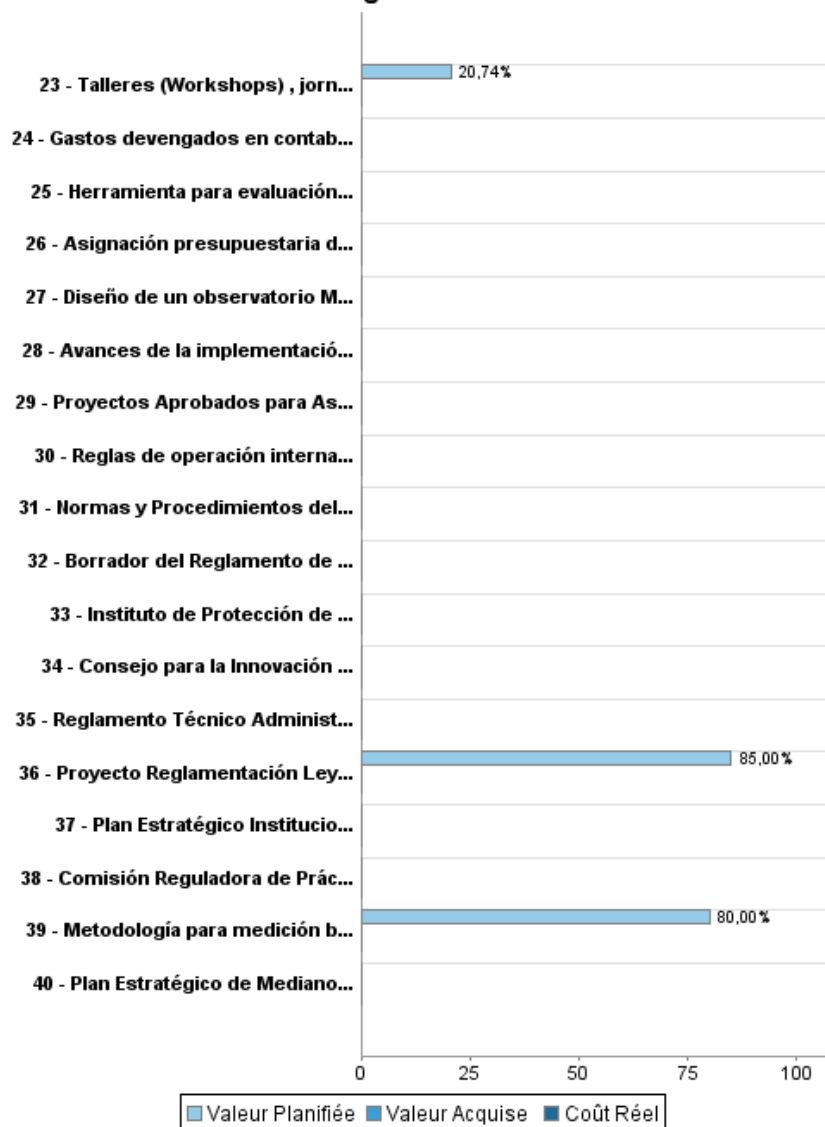 23 - Talleres (Workshops) , jorn...
20,74%
24 - Gastos devengados en contab...
25 - Herramienta para evaluación...
26 - Asignación presupuestaria d...
27 - Diseño de un observatorio M...
28 - Avances de la implementació...
29 - Proyectos Aprobados para As...
30 - Reglas de operación interna...
31 - Normas y Procedimientos del...
32 - Borrador del Reglamento de ...
33 - Instituto de Protección de ...
34 - Consejo para la Innovación ...
35 - Reglamento Técnico Administ...
36 - Proyecto Reglamentación Ley...
85,00%
37 - Plan Estratégico Institucio...
38 - Comisión Reguladora de Prác...
39 - Metodología para medición b...
80,00%
40 - Plan Estratégico de Mediano...
0 25 50 75 100
Valeur Planifiée Valeur Acquise Coût Réel